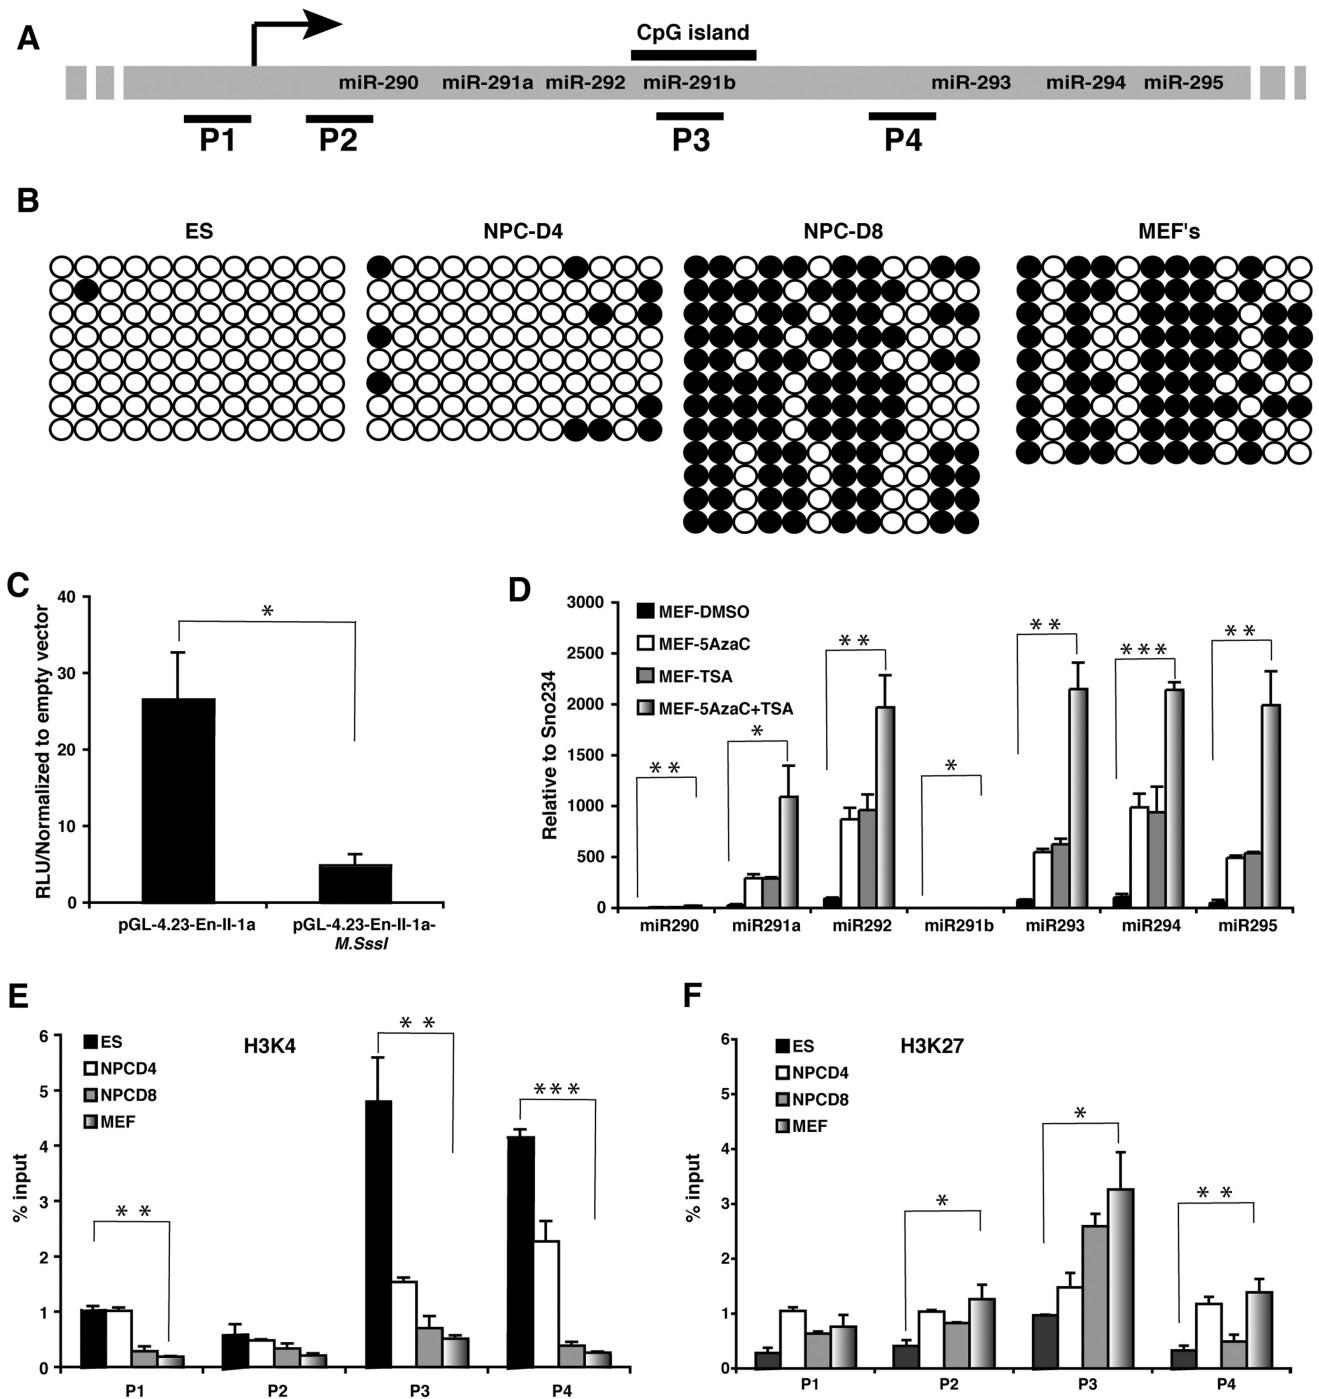 A
CpG island
miR-290 miR-291a miR-292 miR-291b miR-293 miR-294 miR-295
P1 P2 P3 P4
B
ES NPC-D4 NPC-D8 MEF's
C
RLU/Normalized to empty vector
40
30
20
10
0
*
pGL-4.23-En-II-1a
pGL-4.23-En-II-1a-
M.SssI
D
Relative to Sno234
3000
2500
2000
1500
1000
500
0
MEF-DMSO
MEF-5AzaC
MEF-TSA
MEF-5AzaC+TSA
** * ** * ** *** **
miR290 miR291a miR292 miR291b miR293 miR294 miR295
E
H3K4
% input
6
5
4
3
2
1
0
ES
NPCD4
NPCD8
MEF
** ** ***
P1 P2 P3 P4
F
H3K27
% input
6
5
4
3
2
1
0
ES
NPCD4
NPCD8
MEF
* * **
P1 P2 P3 P4